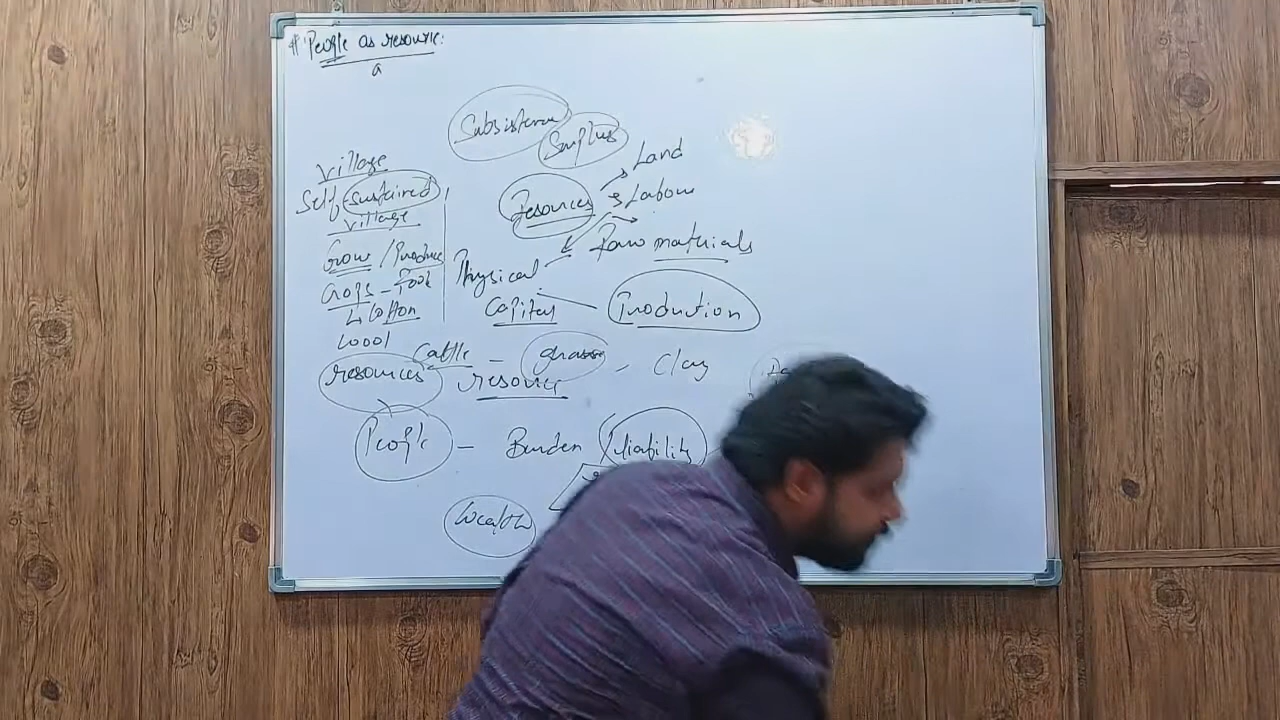 # People as resource:
a
Subsistence
Surplus
Village
Self sustained
village
Grow / Produce
Crops - Food
Cotton
wool
Resources
Land
Labour
Raw materials
Physical
Capital
Production
Cattle - grass - Clay
resources resource
People - Burden / liability
Wealth